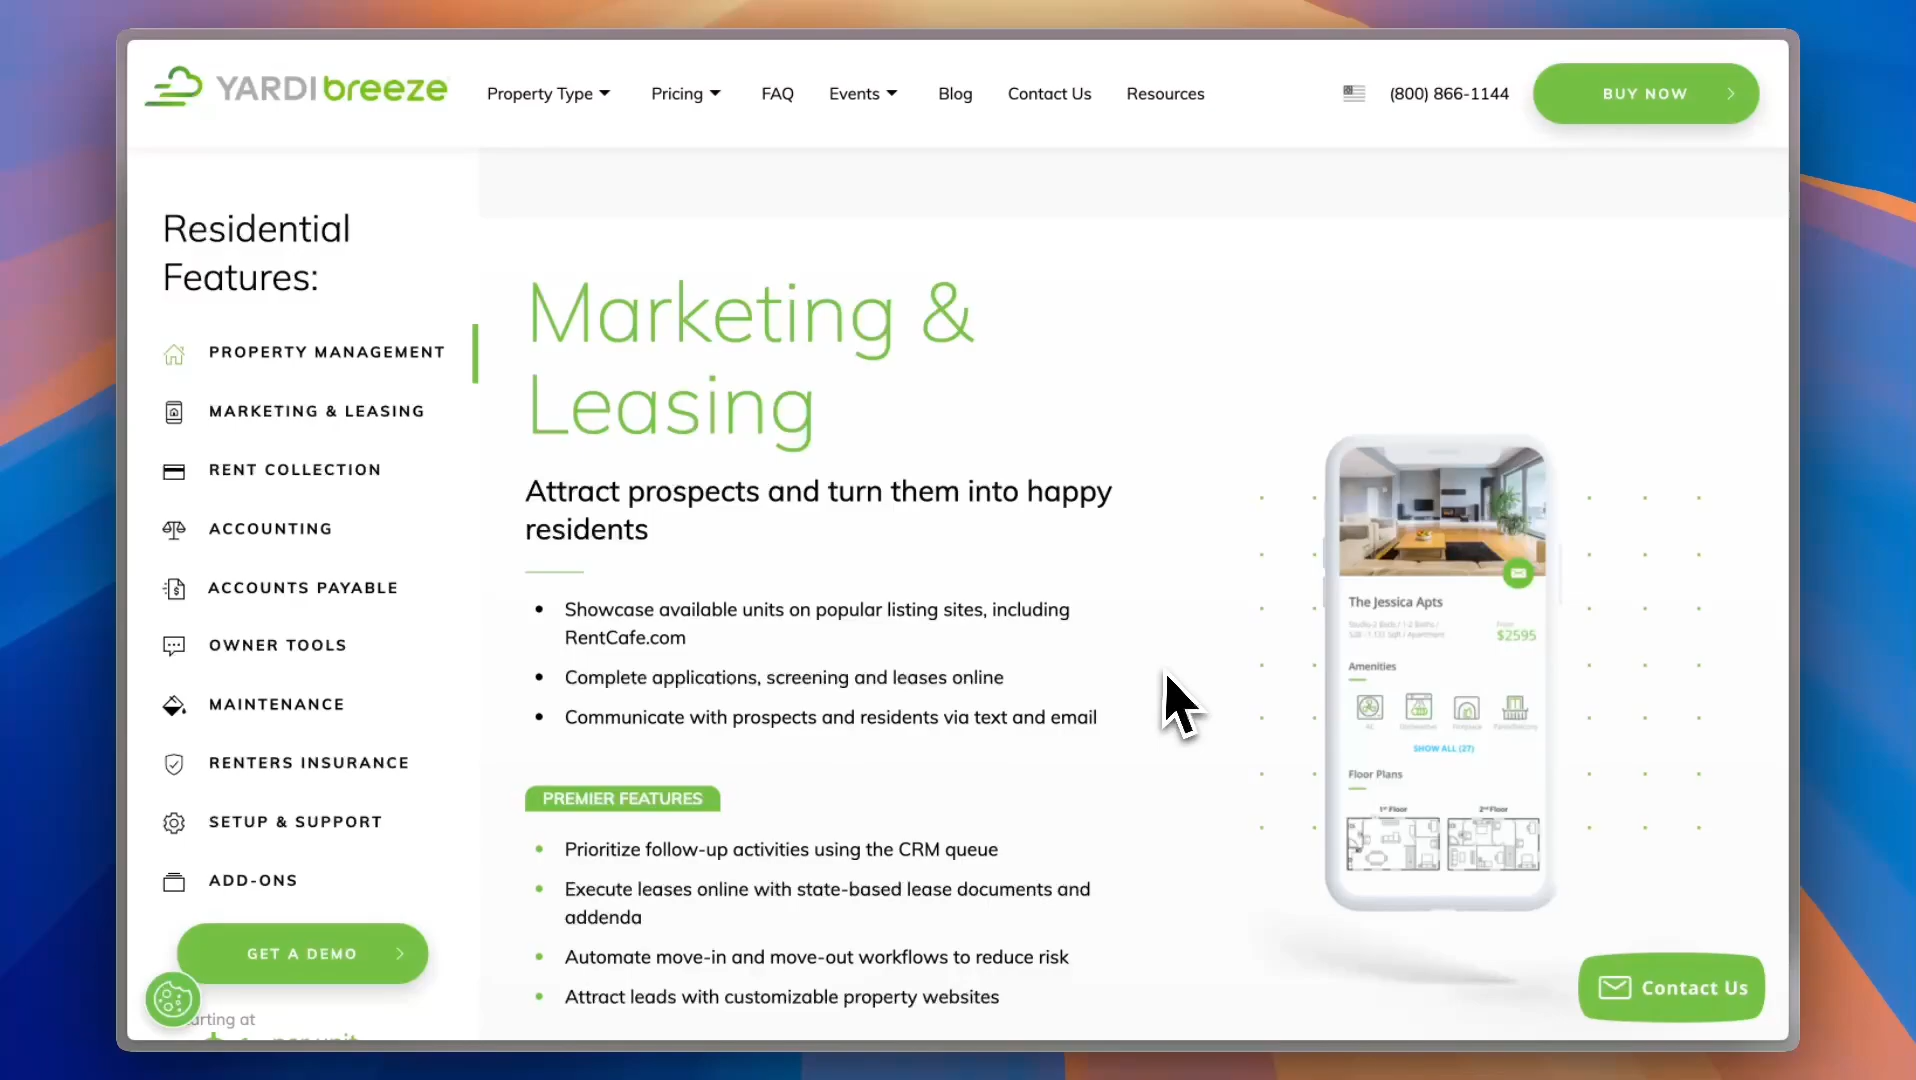 YARDI breeze
Property Type
Pricing
FAQ
Events
Blog
Contact Us
Resources
(800) 866-1144
BUY NOW
Residential
Features:
PROPERTY MANAGEMENT
MARKETING & LEASING
RENT COLLECTION
ACCOUNTING
ACCOUNTS PAYABLE
OWNER TOOLS
MAINTENANCE
RENTERS INSURANCE
SETUP & SUPPORT
ADD-ONS
GET A DEMO
arting at
Marketing &
Leasing
Attract prospects and turn them into happy
residents
Showcase available units on popular listing sites, including
RentCafe.com
Complete applications, screening and leases online
Communicate with prospects and residents via text and email
PREMIER FEATURES
Prioritize follow-up activities using the CRM queue
Execute leases online with state-based lease documents and
addenda
Automate move-in and move-out workflows to reduce risk
Attract leads with customizable property websites
The Jessica Apts
$2595
Amenities
SHOW ALL (27)
Floor Plans
1st Floor
2nd Floor
Contact Us